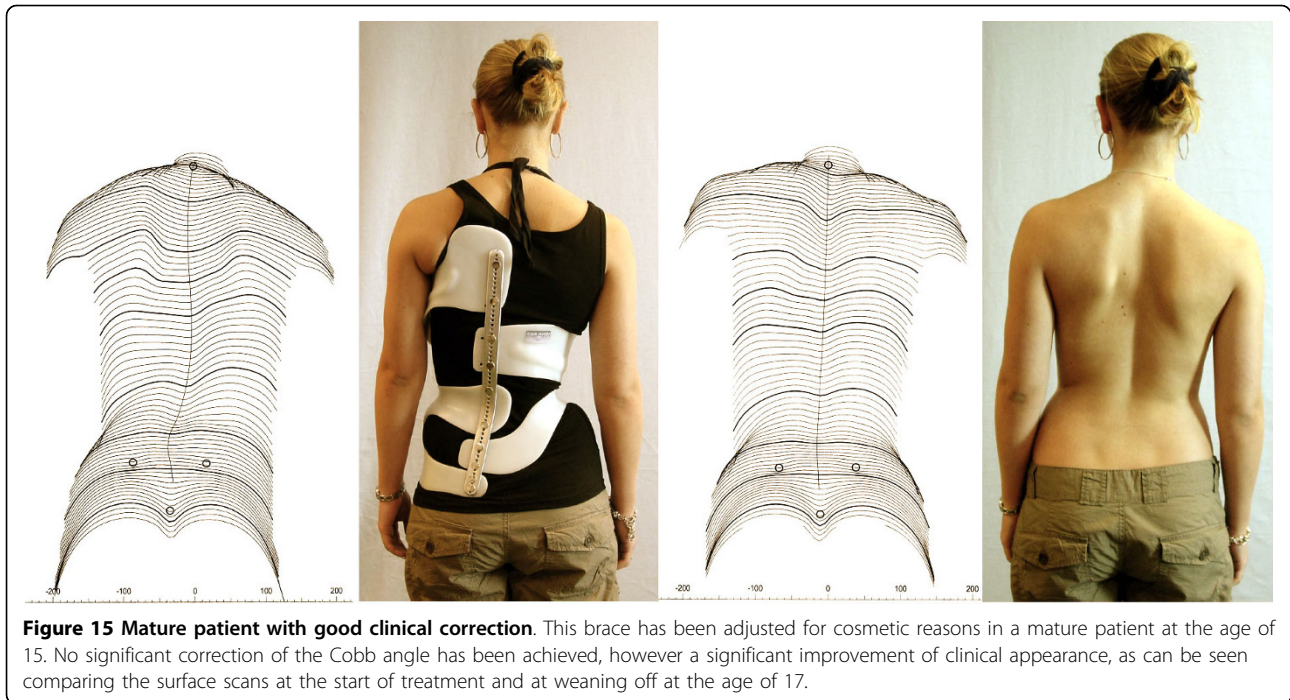 -200 -100 0 100 200
-200 -100 0 100 200
Figure 15 Mature patient with good clinical correction. This brace has been adjusted for cosmetic reasons in a mature patient at the age of
15. No significant correction of the Cobb angle has been achieved, however a significant improvement of clinical appearance, as can be seen
comparing the surface scans at the start of treatment and at weaning off at the age of 17.